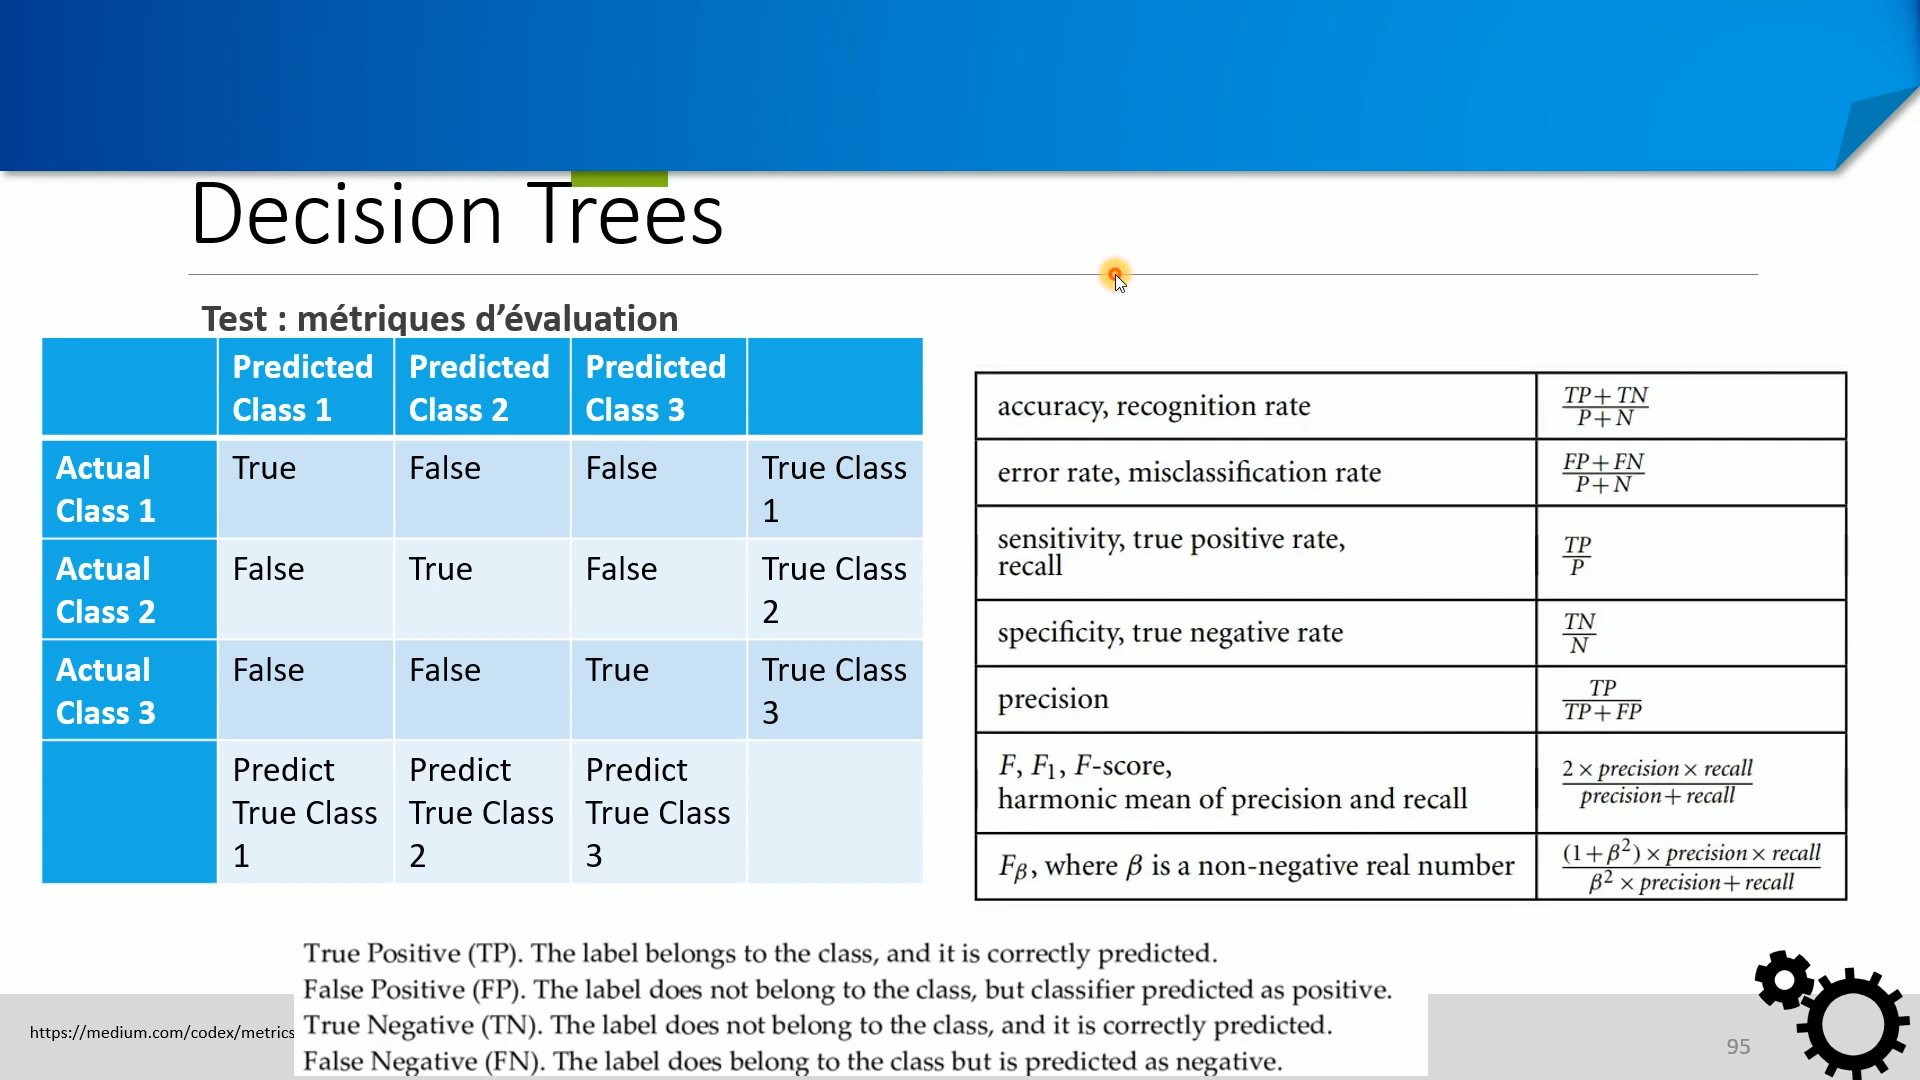 Decision Trees
Test : métriques d'évaluation
Predicted Class 1 Predicted Class 2 Predicted Class 3
Actual Class 1 True False False True Class 1
Actual Class 2 False True False True Class 2
Actual Class 3 False False True True Class 3
Predict True Class 1 Predict True Class 2 Predict True Class 3
accuracy, recognition rate TP + TN / P + N
error rate, misclassification rate FP + FN / P + N
sensitivity, true positive rate,
recall TP / P
specificity, true negative rate TN / N
precision TP / TP + FP
F, F₁, F-score,
harmonic mean of precision and recall 2 × precision × recall / precision + recall
Fβ, where β is a non-negative real number (1 + β²) × precision × recall / β² × precision + recall
True Positive (TP). The label belongs to the class, and it is correctly predicted.
False Positive (FP). The label does not belong to the class, but classifier predicted as positive.
True Negative (TN). The label does not belong to the class, and it is correctly predicted.
False Negative (FN). The label does belong to the class but is predicted as negative.
https://medium.com/codex/metrics
95